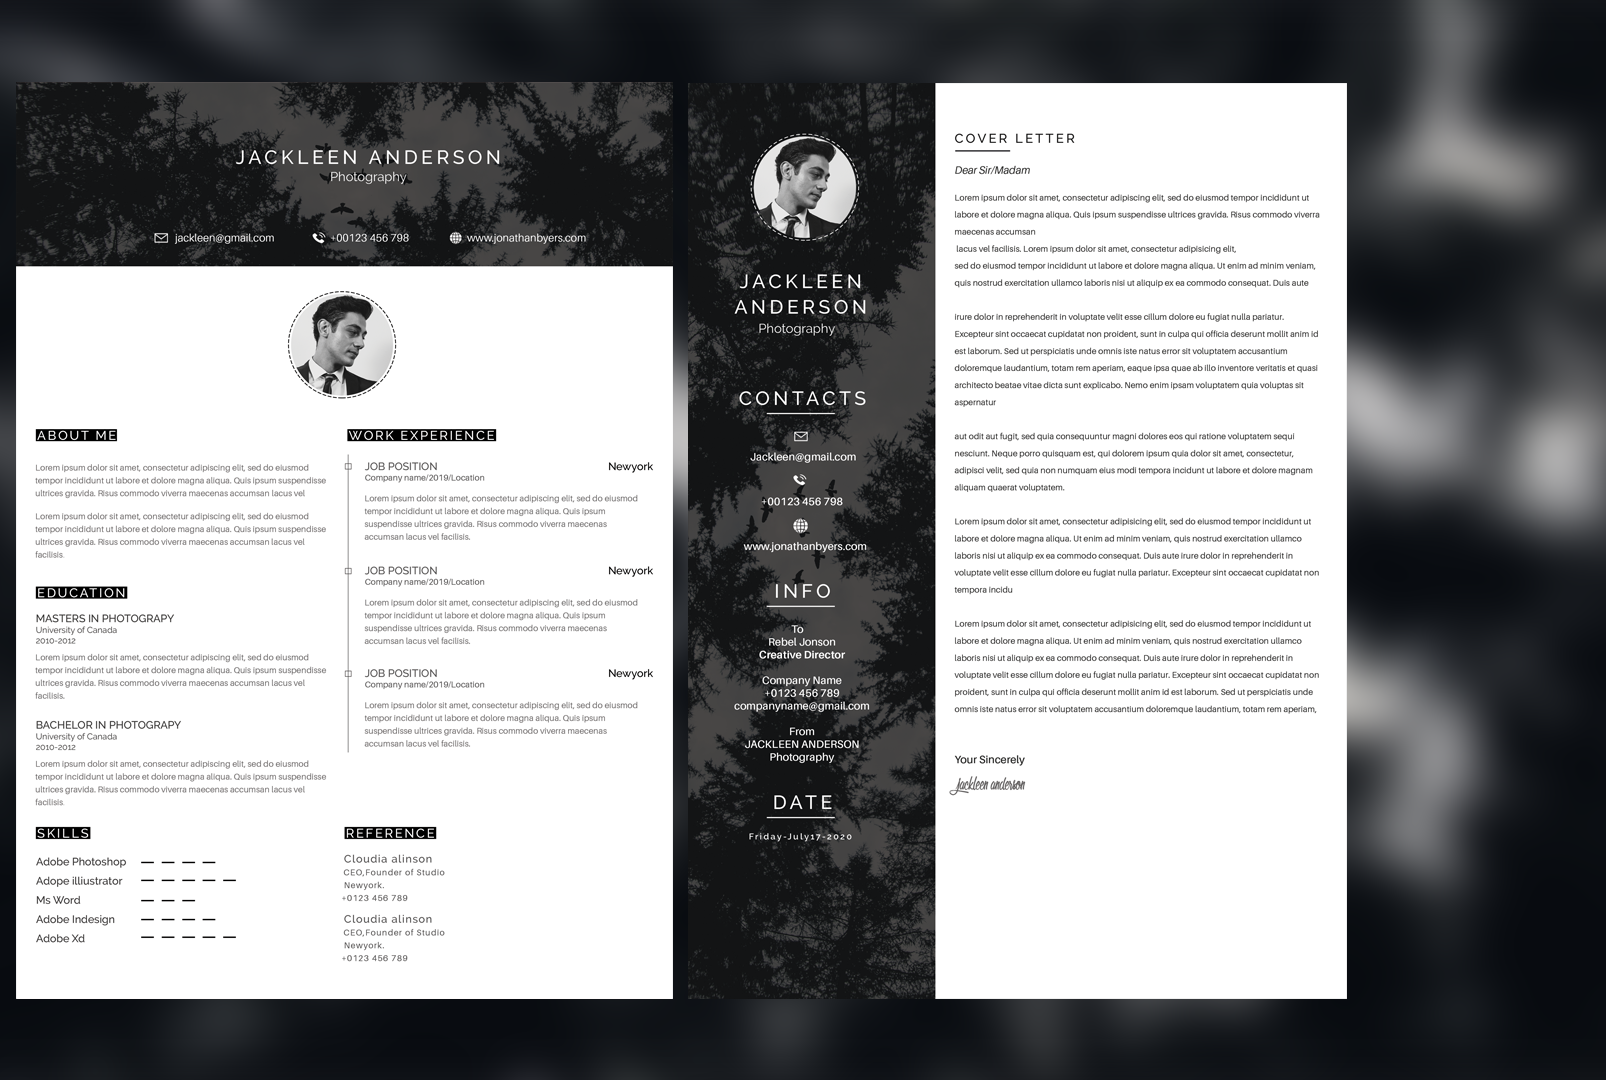 JACKLEEN ANDERSON
Photography
jackleen@gmail.com
+00123 456 798
www.jonathanbyers.com
ABOUT ME
Lorem ipsum dolor sit amet, consectetur adipiscing elit, sed do eiusmod
tempor incididunt ut labore et dolore magna aliqua. Quis ipsum suspendisse
ultrices gravida. Risus commodo viverra maecenas accumsan lacus vel
Lorem ipsum dolor sit amet, consectetur adipiscing elit, sed do eiusmod
tempor incididunt ut labore et dolore magna aliqua. Quis ipsum suspendisse
ultrices gravida. Risus commodo viverra maecenas accumsan lacus vel
facilisis.
EDUCATION
MASTERS IN PHOTOGRAPY
University of Canada
2010-2012
Lorem ipsum dolor sit amet, consectetur adipiscing elit, sed do eiusmod
tempor incididunt ut labore et dolore magna aliqua. Quis ipsum suspendisse
ultrices gravida. Risus commodo viverra maecenas accumsan lacus vel
facilisis.
BACHELOR IN PHOTOGRAPY
University of Canada
2010-2012
Lorem ipsum dolor sit amet, consectetur adipiscing elit, sed do eiusmod
tempor incididunt ut labore et dolore magna aliqua. Quis ipsum suspendisse
ultrices gravida. Risus commodo viverra maecenas accumsan lacus vel
facilisis.
SKILLS
Adobe Photoshop
Adope illiustrator
Ms Word
Adobe Indesign
Adobe Xd
WORK EXPERIENCE
JOB POSITION Newyork
Company name/2019/Location
Lorem ipsum dolor sit amet, consectetur adipiscing elit, sed do eiusmod
tempor incididunt ut labore et dolore magna aliqua. Quis ipsum
suspendisse ultrices gravida. Risus commodo viverra maecenas
accumsan lacus vel facilisis.
JOB POSITION Newyork
Company name/2019/Location
Lorem ipsum dolor sit amet, consectetur adipiscing elit, sed do eiusmod
tempor incididunt ut labore et dolore magna aliqua. Quis ipsum
suspendisse ultrices gravida. Risus commodo viverra maecenas
accumsan lacus vel facilisis.
JOB POSITION Newyork
Company name/2019/Location
Lorem ipsum dolor sit amet, consectetur adipiscing elit, sed do eiusmod
tempor incididunt ut labore et dolore magna aliqua. Quis ipsum
suspendisse ultrices gravida. Risus commodo viverra maecenas
accumsan lacus vel facilisis.
REFERENCE
Cloudia alinson
CEO,Founder of Studio
Newyork.
+0123 456 789
Cloudia alinson
CEO,Founder of Studio
Newyork.
+0123 456 789
JACKLEEN
ANDERSON
Photography
CONTACTS
Jackleen@gmail.com
+00123 456 798
www.jonathanbyers.com
INFO
To
Rebel Jonson
Creative Director
Company Name
+0123 456 789
companyname@gmail.com
From
JACKLEEN ANDERSON
Photography
DATE
Friday-July17-2020
COVER LETTER
Dear Sir/Madam
Lorem ipsum dolor sit amet, consectetur adipiscing elit, sed do eiusmod tempor incididunt ut
labore et dolore magna aliqua. Quis ipsum suspendisse ultrices gravida. Risus commodo viverra
maecenas accumsan
lacus vel facilisis. Lorem ipsum dolor sit amet, consectetur adipisicing elit,
sed do eiusmod tempor incididunt ut labore et dolore magna aliqua. Ut enim ad minim veniam,
quis nostrud exercitation ullamco laboris nisi ut aliquip ex ea commodo consequat. Duis aute
irure dolor in reprehenderit in voluptate velit esse cillum dolore eu fugiat nulla pariatur.
Excepteur sint occaecat cupidatat non proident, sunt in culpa qui officia deserunt mollit anim id
est laborum. Sed ut perspiciatis unde omnis iste natus error sit voluptatem accusantium
doloremque laudantium, totam rem aperiam, eaque ipsa quae ab illo inventore veritatis et quasi
architecto beatae vitae dicta sunt explicabo. Nemo enim ipsam voluptatem quia voluptas sit
aspernatur
aut odit aut fugit, sed quia consequuntur magni dolores eos qui ratione voluptatem sequi
nesciunt. Neque porro quisquam est, qui dolorem ipsum quia dolor sit amet, consectetur,
adipisci velit, sed quia non numquam eius modi tempora incidunt ut labore et dolore magnam
aliquam quaerat voluptatem.
Lorem ipsum dolor sit amet, consectetur adipiscing elit, sed do eiusmod tempor incididunt ut
labore et dolore magna aliqua. Ut enim ad minim veniam, quis nostrud exercitation ullamco
laboris nisi ut aliquip ex ea commodo consequat. Duis aute irure dolor in reprehenderit in
voluptate velit esse cillum dolore eu fugiat nulla pariatur. Excepteur sint occaecat cupidatat non
tempora incidu
Lorem ipsum dolor sit amet, consectetur adipiscing elit, sed do eiusmod tempor incididunt ut
labore et dolore magna aliqua. Ut enim ad minim veniam, quis nostrud exercitation ullamco
laboris nisi ut aliquip ex ea commodo consequat. Duis aute irure dolor in reprehenderit in
voluptate velit esse cillum dolore eu fugiat nulla pariatur. Excepteur sint occaecat cupidatat non
proident, sunt in culpa qui officia deserunt mollit anim id est laborum. Sed ut perspiciatis unde
omnis iste natus error sit voluptatem accusantium doloremque laudantium, totam rem aperiam,
Your Sincerely
Jackleen anderson